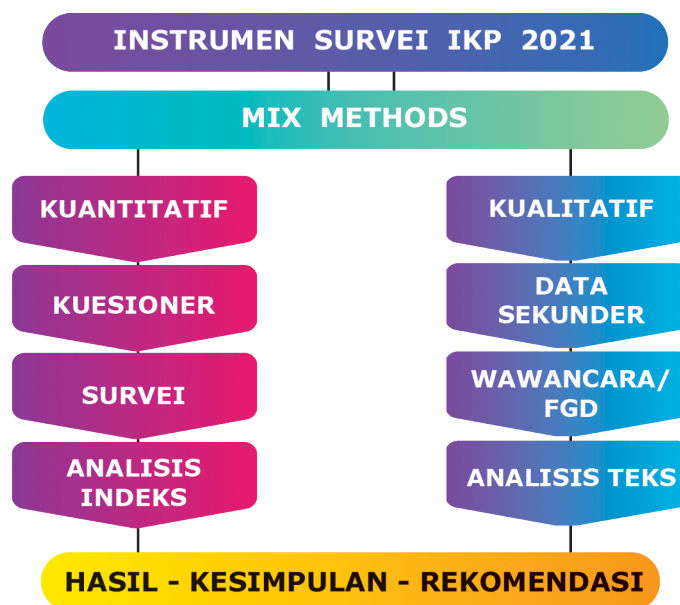 INSTRUMEN SURVEI IKP 2021
MIX METHODS
KUANTITATIF
KUESIONER
SURVEI
ANALISIS
INDEKS
KUALITATIF
DATA
SEKUNDER
WAWANCARA/
FGD
ANALISIS TEKS
HASIL - KESIMPULAN - REKOMENDASI